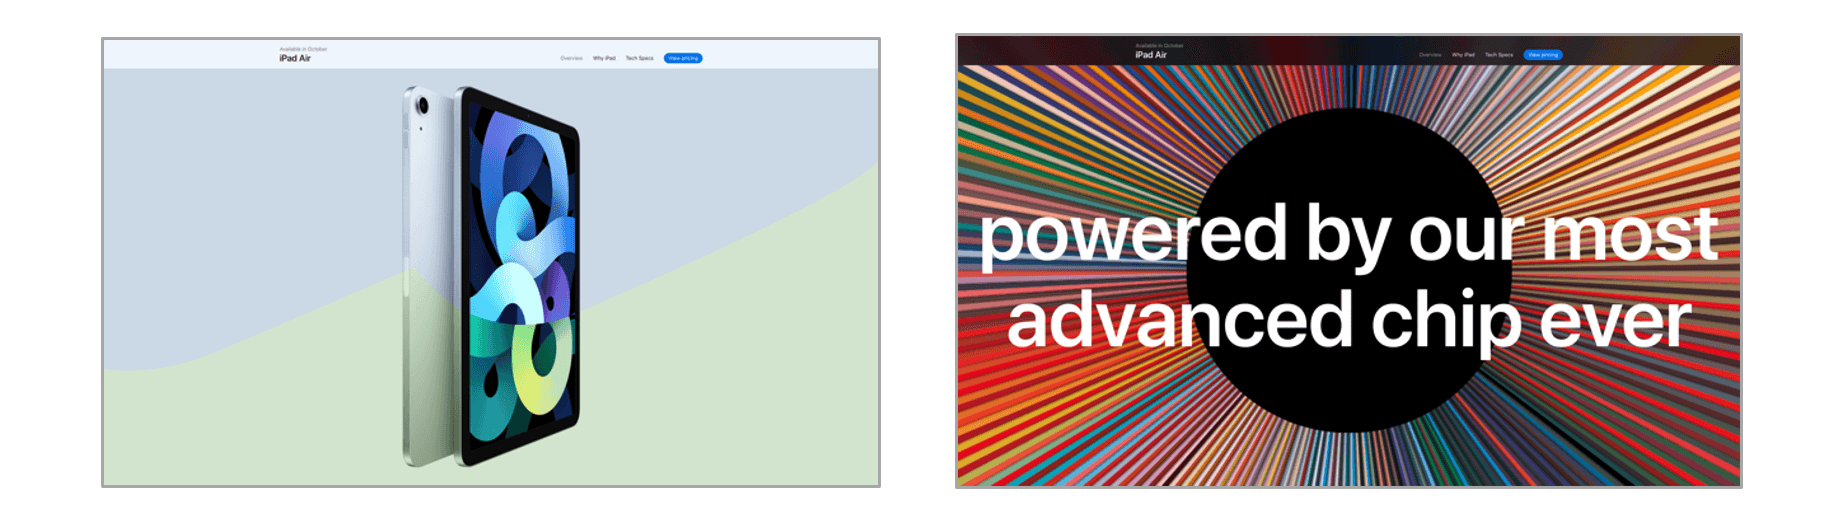 Available in October
iPad Air
Overview Why iPad Tech Specs View pricing
Available in October
iPad Air
Overview Why iPad Tech Specs View pricing
powered by our most
advanced chip ever